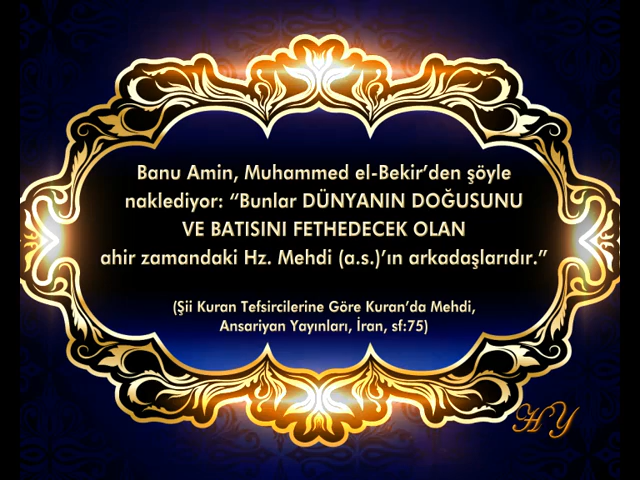 Banu Amin, Muhammed el-Bekir’den şöyle
naklediyor: “Bunlar DÜNYANIN DOĞUSUNU
VE BATISINI FETHEDECEK OLAN
ahir zamandaki Hz. Mehdi (a.s.)’ın arkadaşlarıdır.”
(Şii Kuran Tefsircilerine Göre Kuran’da Mehdi,
Ansariyan Yayınları, İran, sf:75)
HY